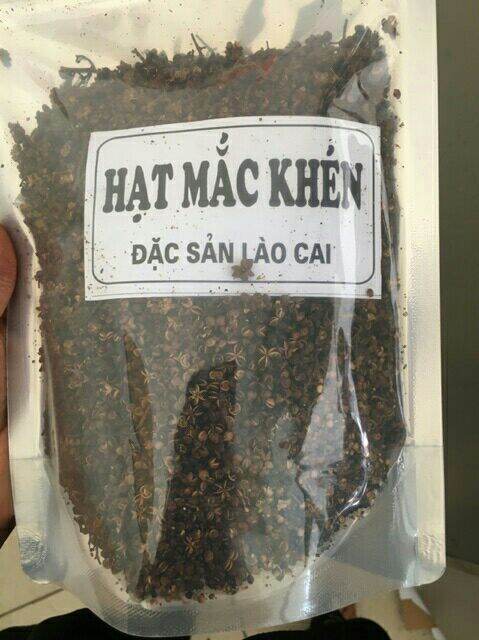 HẠT MẮC KHÉN
ĐẶC SẢN LÀO CAI